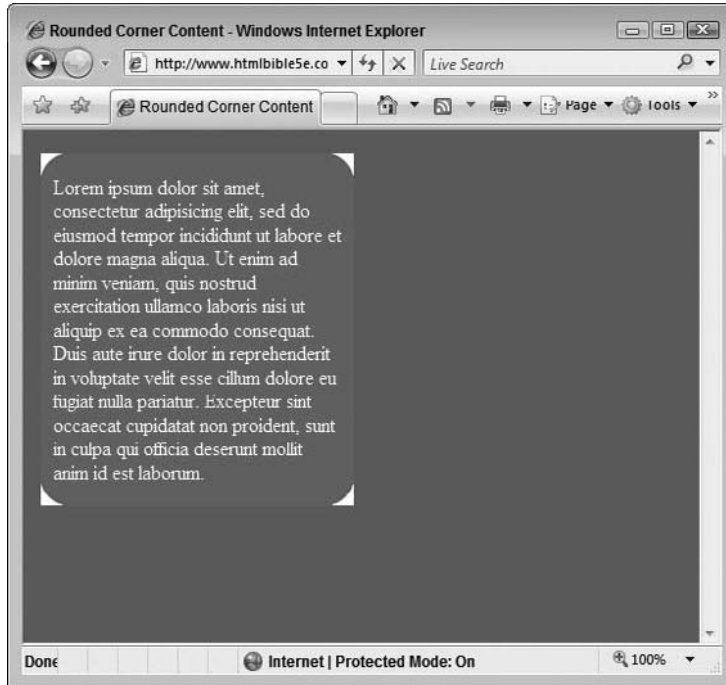 Rounded Corner Content - Windows Internet Explorer
http://www.htmlbible5e.co
Live Search
Rounded Corner Content
Page
Tools
»
Lorem ipsum dolor sit amet,
consectetur adipisicing elit, sed do
eiusmod tempor incididunt ut labore et
dolore magna aliqua. Ut enim ad
minim veniam, quis nostrud
exercitation ullamco laboris nisi ut
aliquip ex ea commodo consequat.
Duis aute irure dolor in reprehenderit
in voluptate velit esse cillum dolore eu
fugiat nulla pariatur. Excepteur sint
occaecat cupidatat non proident, sunt
in culpa qui officia deserunt mollit
anim id est laborum.
Done
Internet | Protected Mode: On
100%